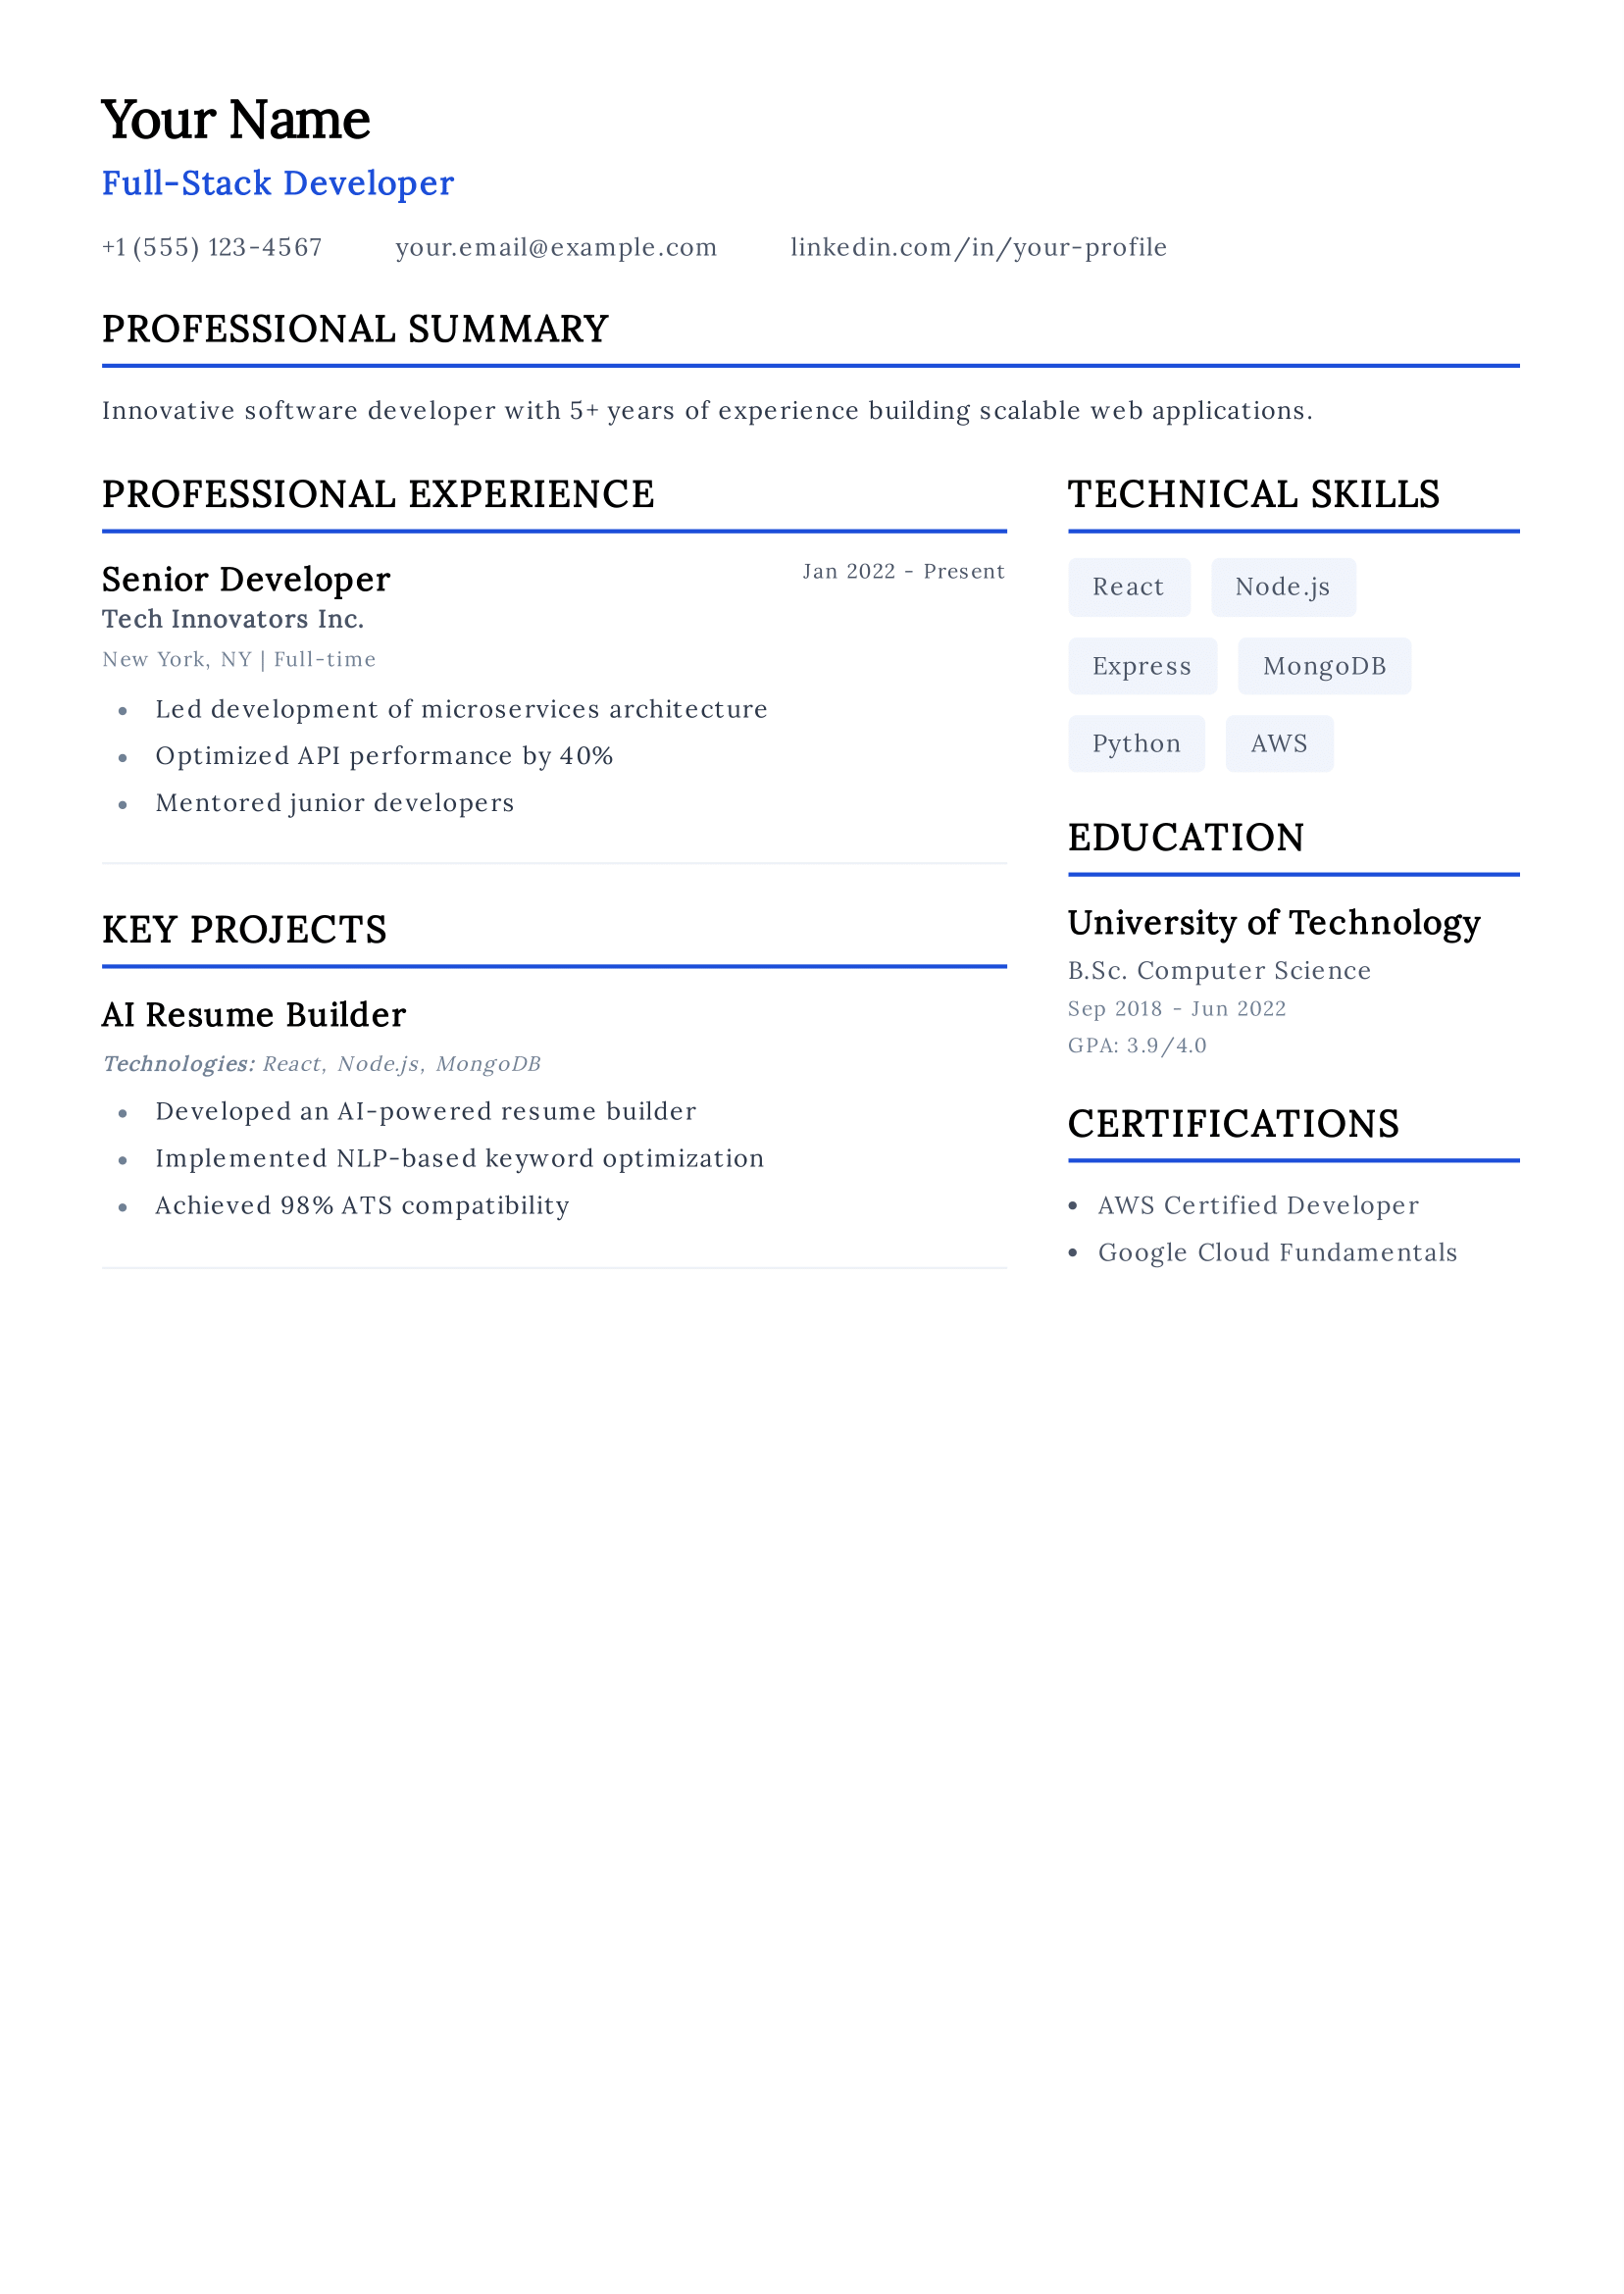 Your Name
Full-Stack Developer
+1 (555) 123-4567 your.email@example.com linkedin.com/in/your-profile
PROFESSIONAL SUMMARY
Innovative software developer with 5+ years of experience building scalable web applications.
PROFESSIONAL EXPERIENCE
Senior Developer Jan 2022 - Present
Tech Innovators Inc.
New York, NY | Full-time
• Led development of microservices architecture
• Optimized API performance by 40%
• Mentored junior developers
KEY PROJECTS
AI Resume Builder
Technologies: React, Node.js, MongoDB
• Developed an AI-powered resume builder
• Implemented NLP-based keyword optimization
• Achieved 98% ATS compatibility
TECHNICAL SKILLS
React Node.js
Express MongoDB
Python AWS
EDUCATION
University of Technology
B.Sc. Computer Science
Sep 2018 - Jun 2022
GPA: 3.9/4.0
CERTIFICATIONS
• AWS Certified Developer
• Google Cloud Fundamentals